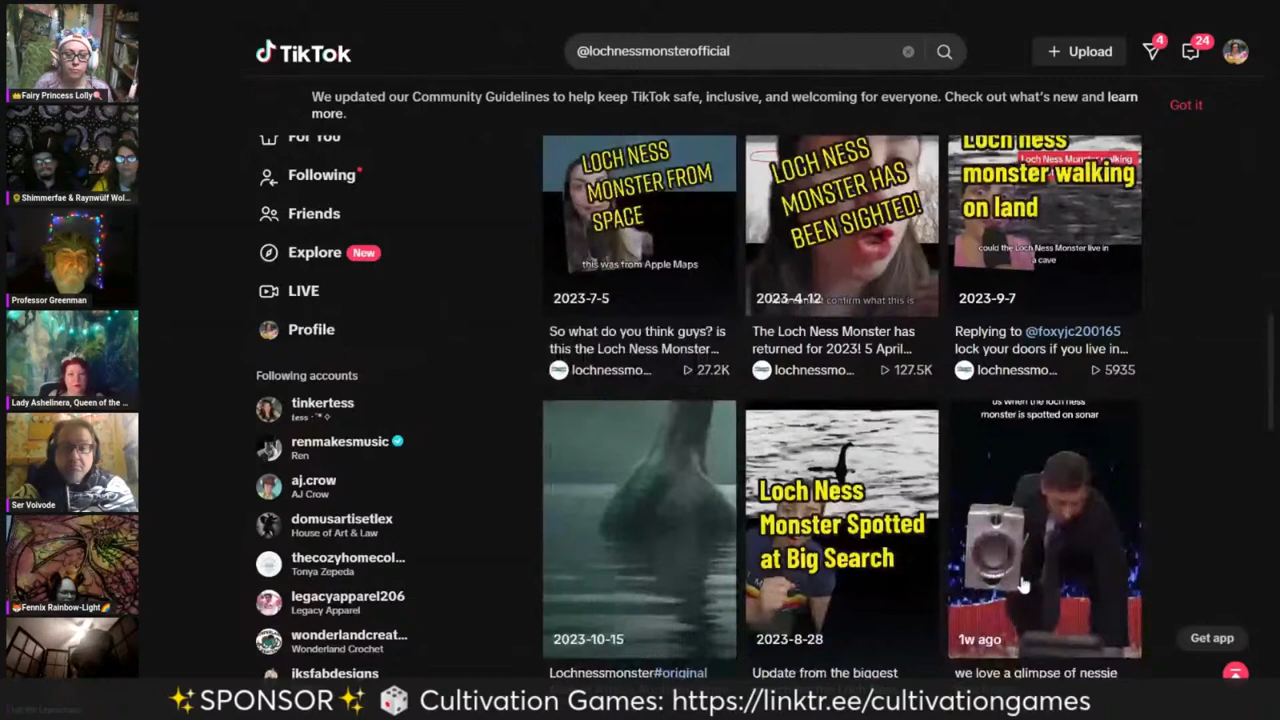 Fairy Princess Lolly
Shimmerfae & Raynwülf Wol...
Professor Greenman
Lady Ashelinera, Queen of the ...
Ser Voivode
Fennix Rainbow-Light
TikTok
@lochnessmonsterofficial
+ Upload
4
24
We updated our Community Guidelines to help keep TikTok safe, inclusive, and welcoming for everyone. Check out what's new and learn
more.
Got it
For You
Following
Friends
Explore New
LIVE
Profile
Following accounts
tinkertess
renmakesmusic
Ren
aj.crow
AJ Crow
domusartisetlex
House of Art & Law
thecozyhomecol...
Tonya Zepeda
legacyapparel206
Legacy Apparel
wonderlandcreat...
Wonderland Crochet
jksfabdesigns
LOCH NESS
MONSTER FROM
SPACE
this was from Apple Maps
2023-7-5
So what do you think guys? is
this the Loch Ness Monster...
lochnessmo...
27.2K
LOCH NESS
MONSTER HAS
BEEN SIGHTED!
confirm what this is
2023-4-12
The Loch Ness Monster has
returned for 2023! 5 April...
lochnessmo...
127.5K
Loch ness
Loch Ness Monster walking
monster walking
on land
could the Loch Ness Monster live in
a cave
2023-9-7
Replying to @foxyjc200165
lock your doors if you live in...
lochnessmo...
5935
2023-10-15
Lochnessmonster#original
Loch Ness
Monster Spotted
at Big Search
2023-8-28
Update from the biggest
us when the loch ness
monster is spotted on sonar
1w ago
we love a glimpse of nessie
Get app
✨SPONSOR✨ 🎲 Cultivation Games: https://linktr.ee/cultivationgames